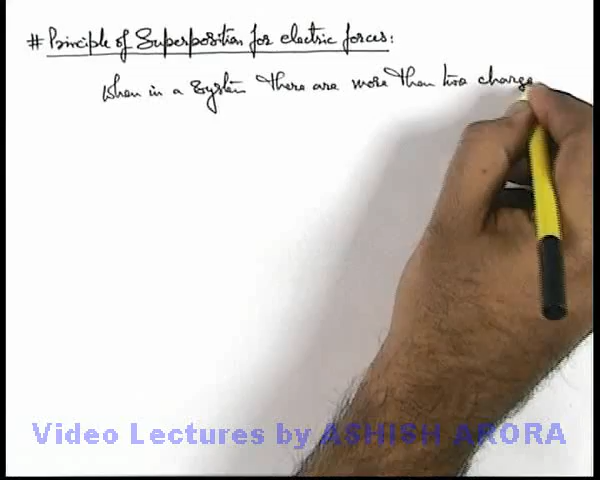 # Principle of Superposition for electric forces:
When in a system there are more than two charge
Video Lectures by ASHISH ARORA